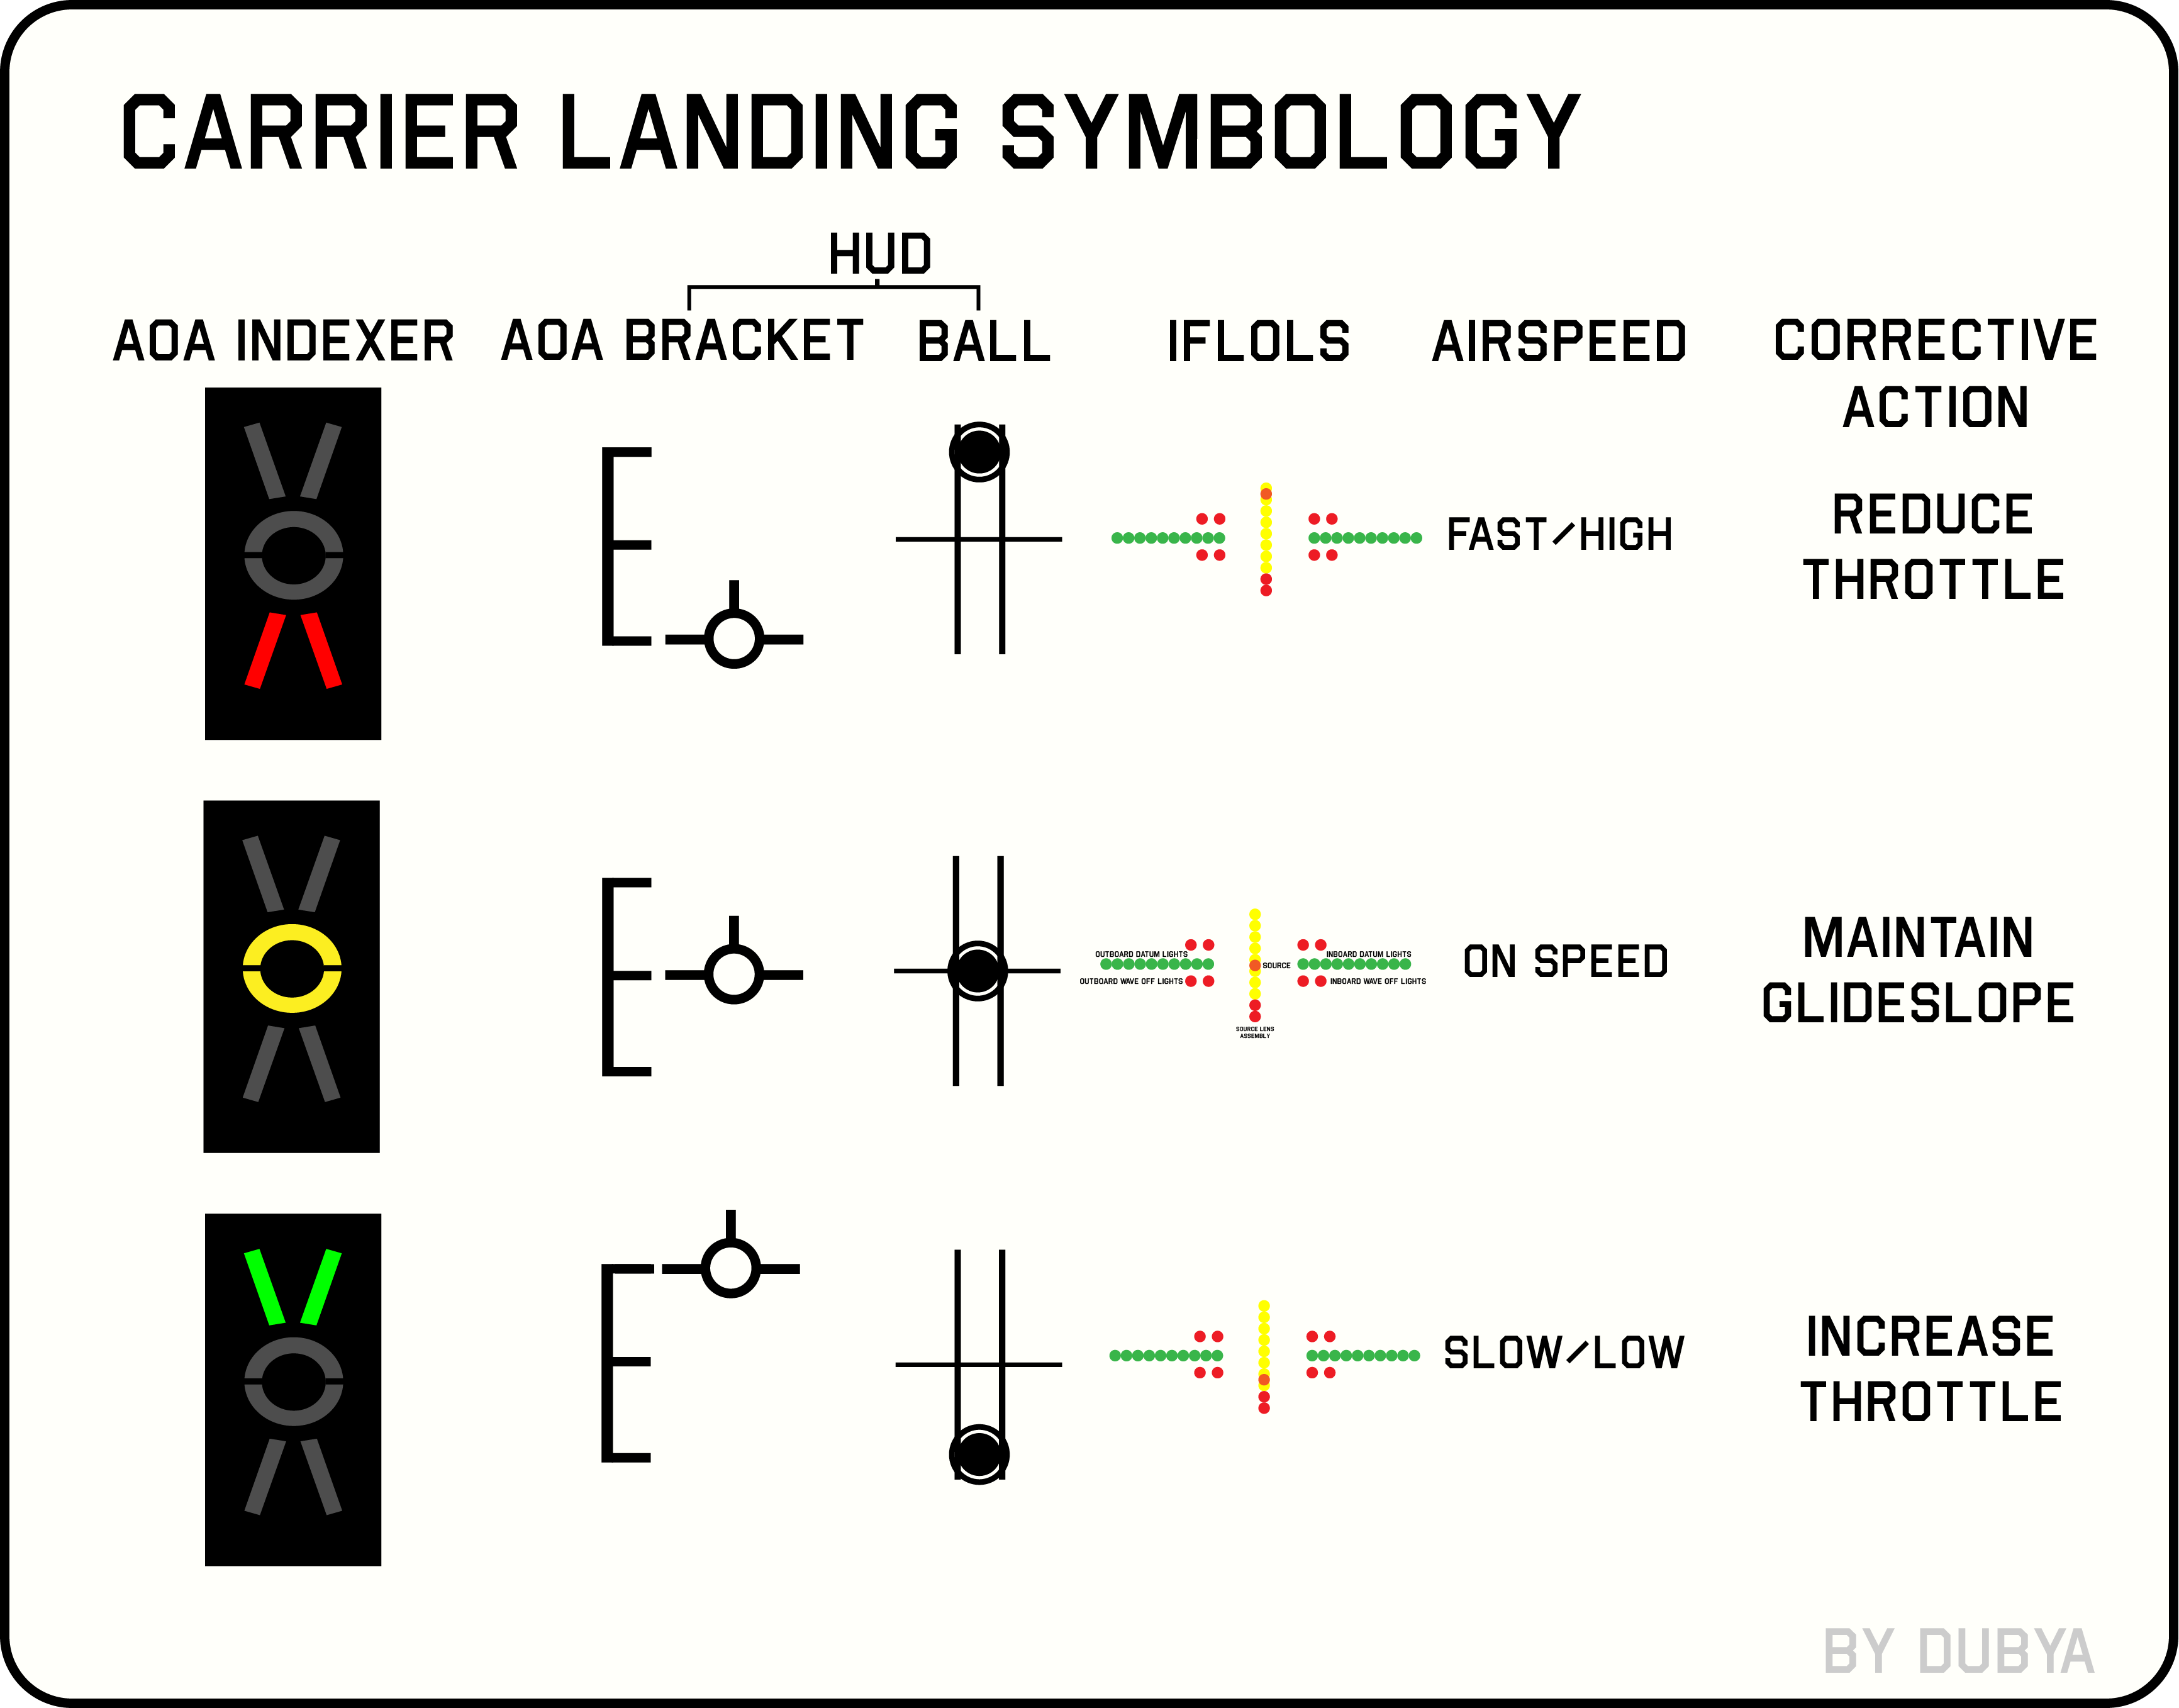 CARRIER LANDING SYMBOLOGY
HUD
AOA INDEXER AOA BRACKET BALL IFLOLS AIRSPEED CORRECTIVE
ACTION
FAST/HIGH
REDUCE
THROTTLE
OUTBOARD DATUM LIGHTS
OUTBOARD WAVE OFF LIGHTS
SOURCE
INBOARD DATUM LIGHTS
INBOARD WAVE OFF LIGHTS
SOURCE LENS
ASSEMBLY
ON SPEED
MAINTAIN
GLIDESLOPE
SLOW/LOW
INCREASE
THROTTLE
BY DUBYA